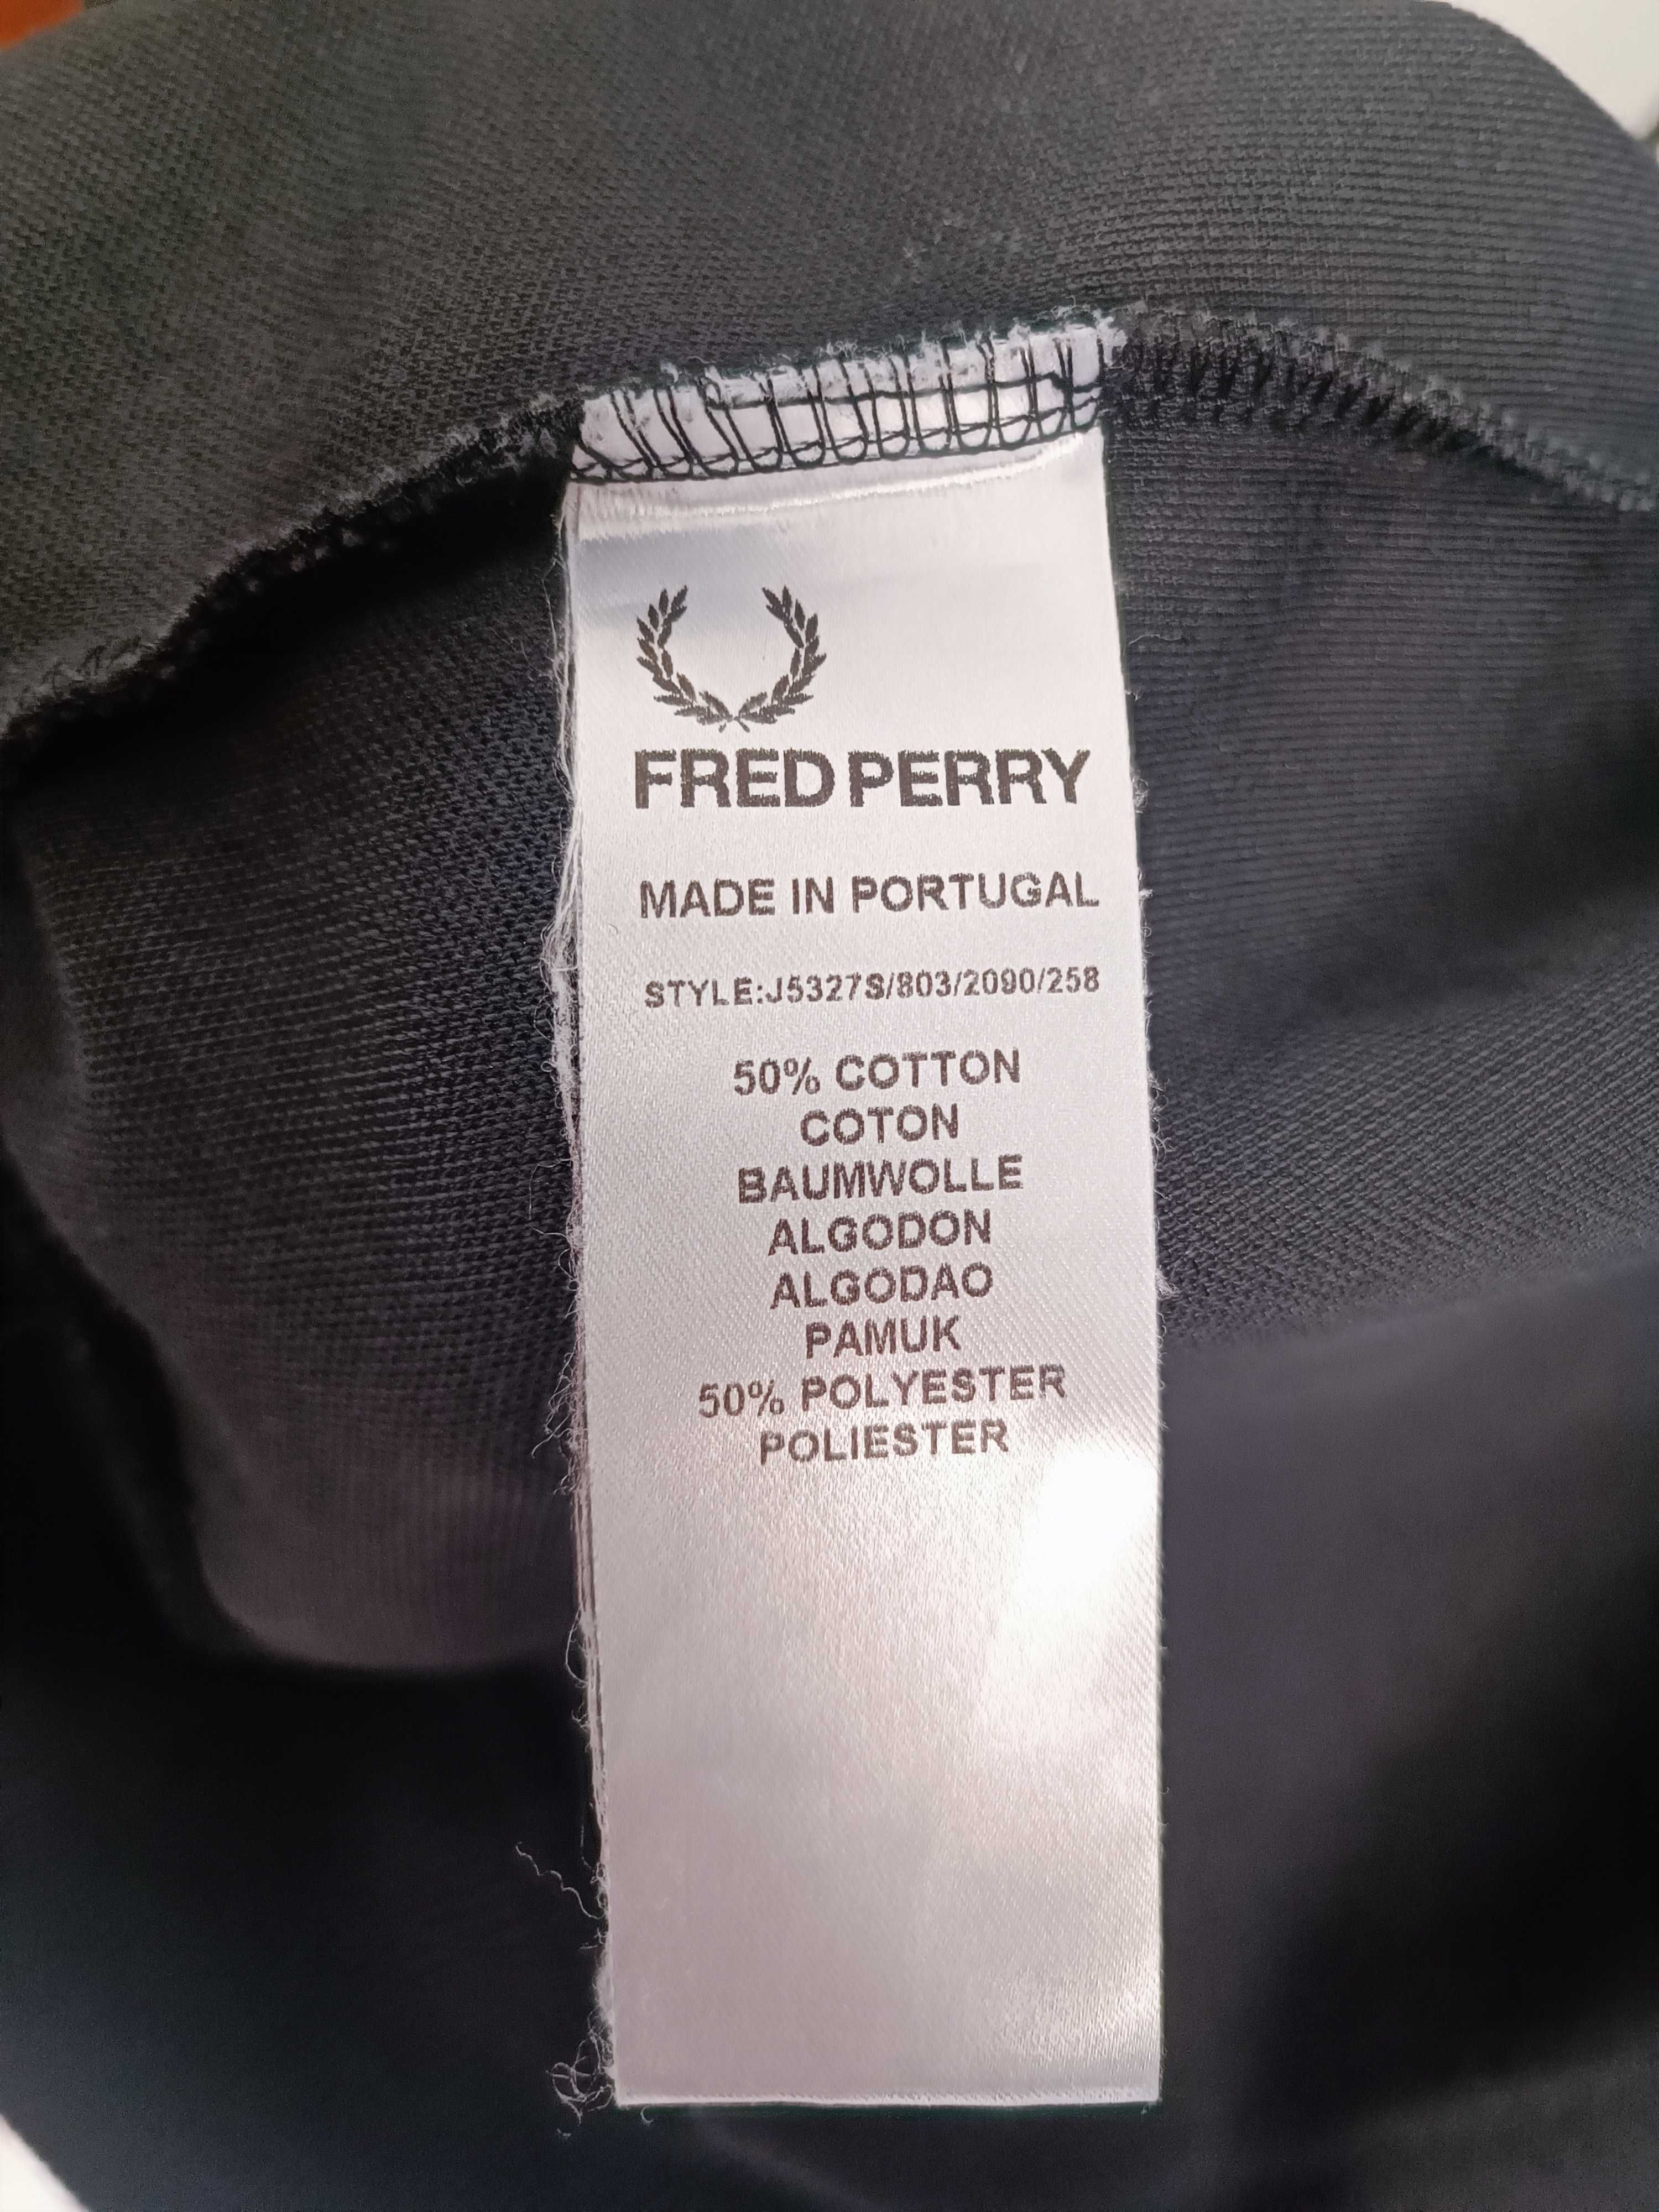 FRED PERRY
MADE IN PORTUGAL
STYLE:J5327S/803/2090/258
50% COTTON
COTON
BAUMWOLLE
ALGODON
ALGODAO
PAMUK
50% POLYESTER
POLIESTER